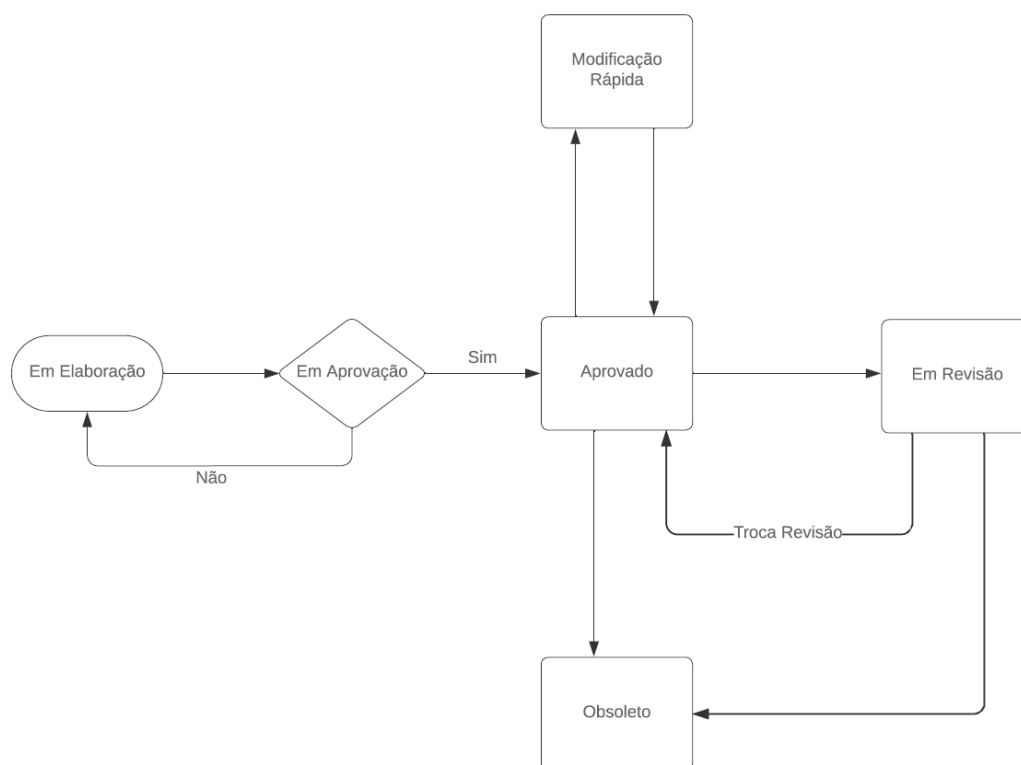 Modificação
Rápida
Em Elaboração
Em Aprovação
Sim
Aprovado
Em Revisão
Não
Troca Revisão
Obsoleto